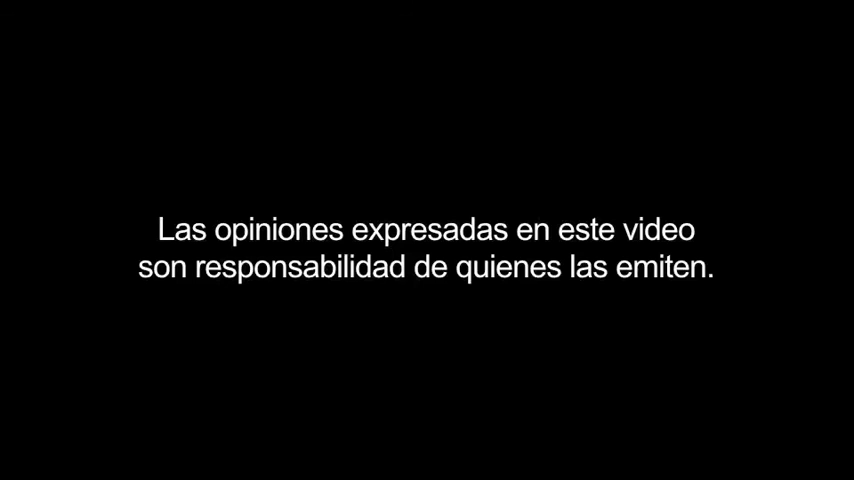 Las opiniones expresadas en este video
son responsabilidad de quienes las emiten.